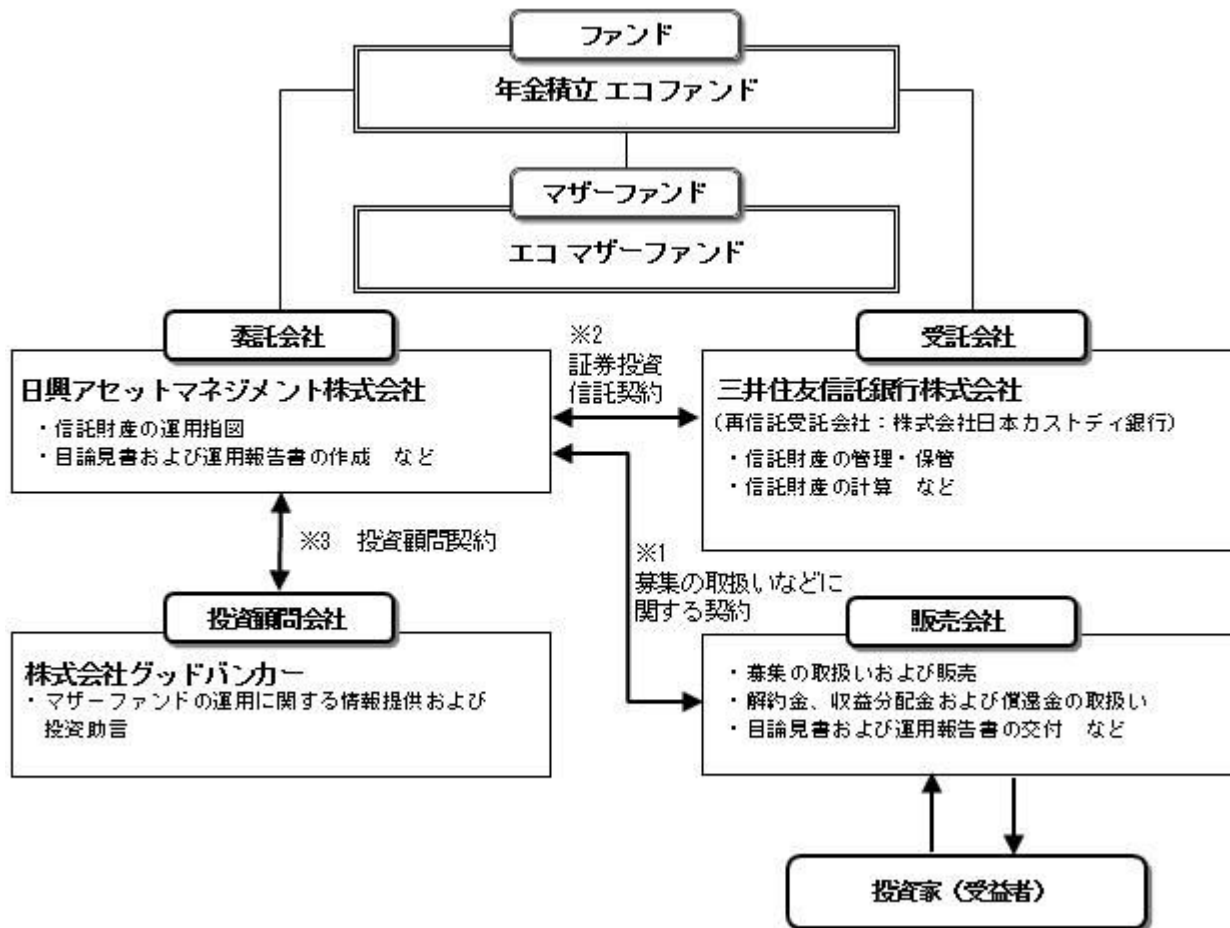 ファンド
年金積立 エコファンド
マザーファンド
エコ マザーファンド
委託会社
日興アセットマネジメント株式会社
・信託財産の運用指図
・目論見書および運用報告書の作成 など
※2
証券投資
信託契約
受託会社
三井住友信託銀行株式会社
(再信託受託会社：株式会社日本カストディ銀行)
・信託財産の管理・保管
・信託財産の計算 など
※3 投資顧問契約
※1
募集の取扱いなどに
関する契約
投資顧問会社
株式会社グッドバンカー
・マザーファンドの運用に関する情報提供および
投資助言
販売会社
・募集の取扱いおよび販売
・解約金、収益分配金および償還金の取扱い
・目論見書および運用報告書の交付 など
投資家（受益者）